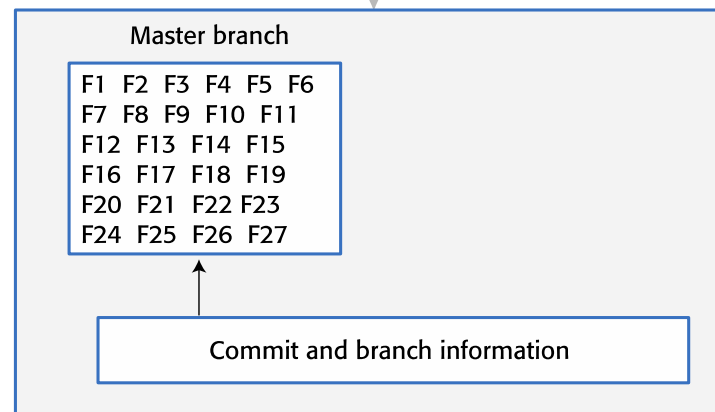 Master branch
F1 F2 F3 F4 F5 F6
F7 F8 F9 F10 F11
F12 F13 F14 F15
F16 F17 F18 F19
F20 F21 F22 F23
F24 F25 F26 F27
Commit and branch information